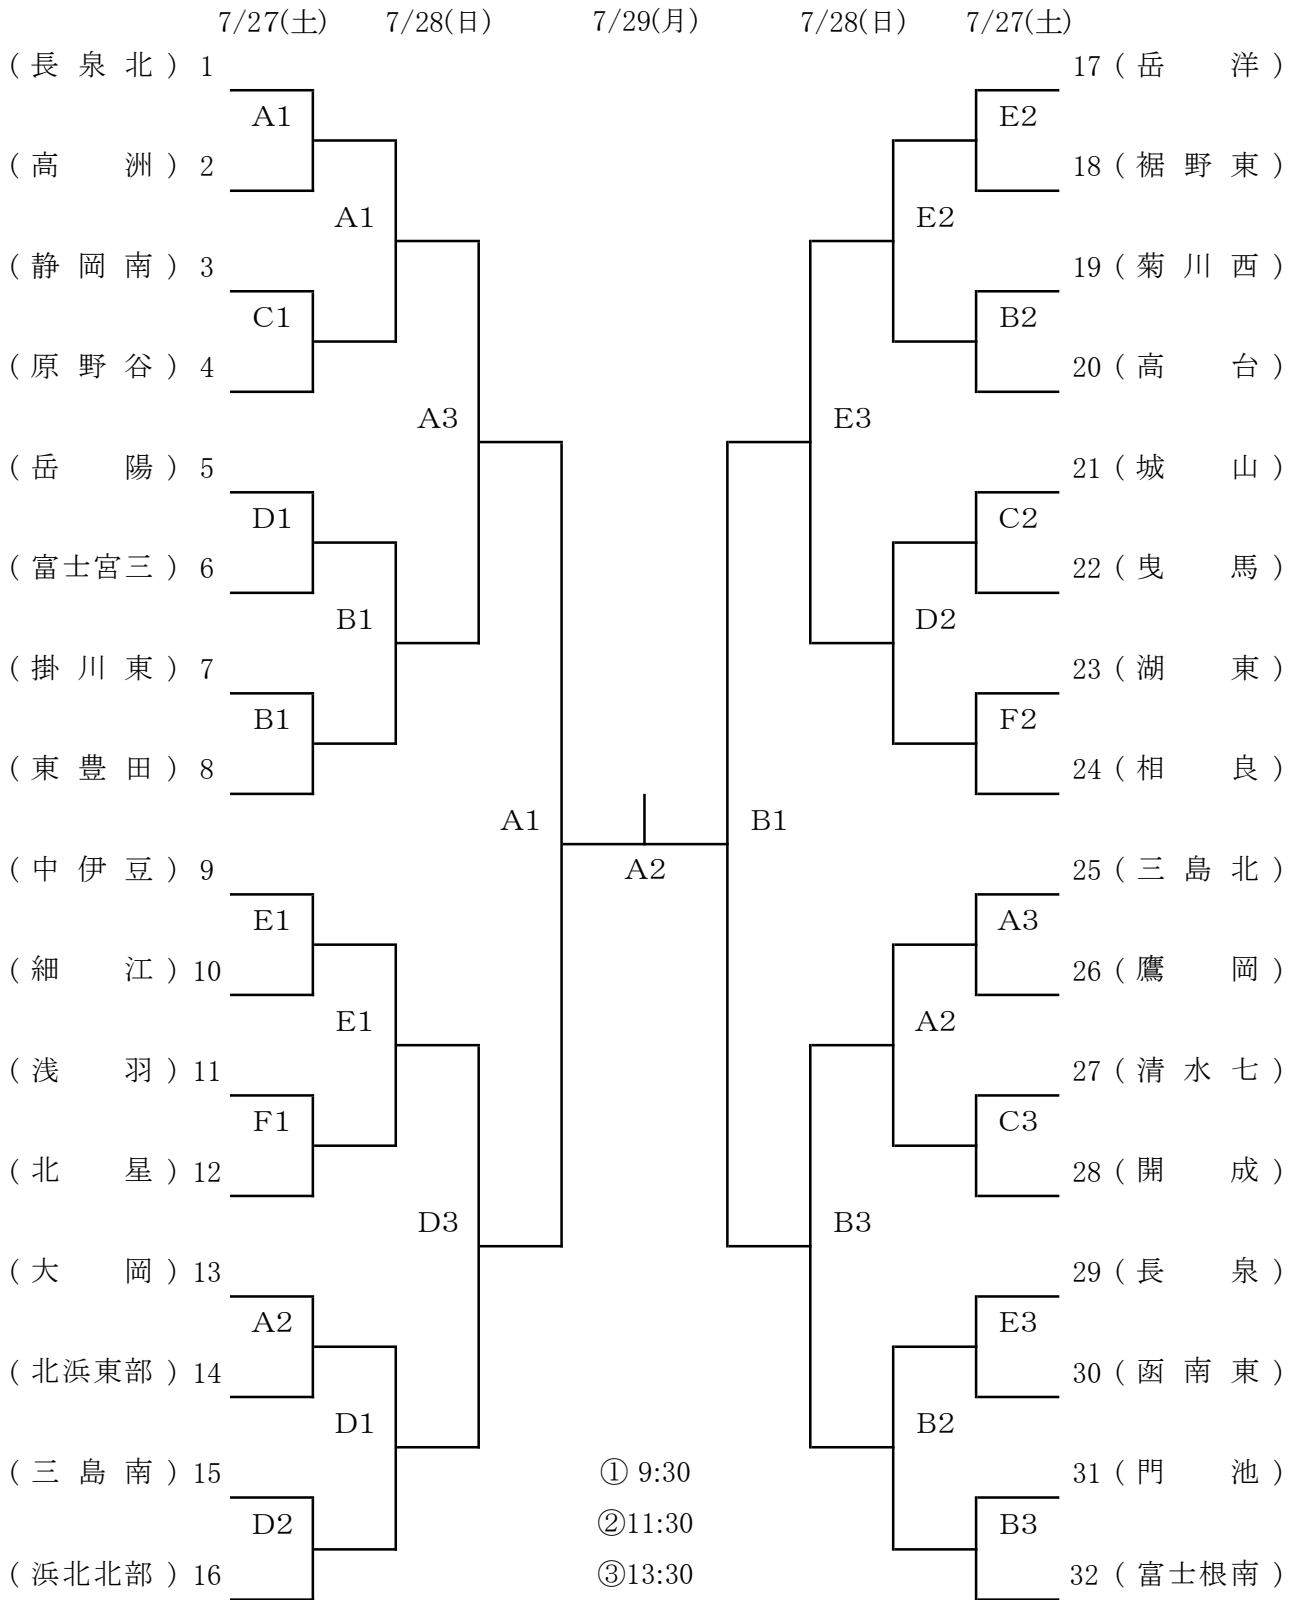 7/27(土) 7/28(日) 7/29(月) 7/28(日) 7/27(土)
(長泉北) 1 17 (岳 洋)
A1 E2
(高 洲) 2 18 (裾野東)
A1 E2
(静岡南) 3 19 (菊川西)
C1 B2
(原野谷) 4 20 (高 台)
A3 E3
(岳 陽) 5 21 (城 山)
D1 C2
(富士宮三) 6 22 (曳 馬)
B1 D2
(掛川東) 7 23 (湖 東)
B1 F2
(東豊田) 8 24 (相 良)
A1 B1
(中伊豆) 9 A2 25 (三島北)
E1 A3
(細 江) 10 26 (鷹 岡)
E1 A2
(浅 羽) 11 27 (清水七)
F1 C3
(北 星) 12 28 (開 成)
D3 B3
(大 岡) 13 29 (長 泉)
A2 E3
(北浜東部) 14 30 (函南東)
D1 B2
(三島南) 15 ① 9:30 31 (門 池)
D2 ②11:30 B3
(浜北北部) 16 ③13:30 32 (富士根南)